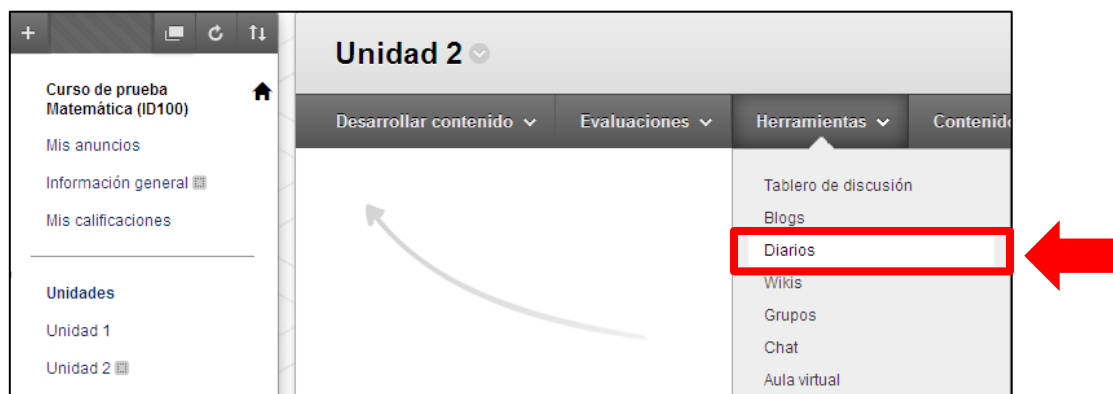 Curso de prueba
Matemática (ID100)
Mis anuncios
Información general
Mis calificaciones
Unidades
Unidad 1
Unidad 2
Unidad 2
Desarrollar contenido
Evaluaciones
Herramientas
Contenido
Tablero de discusión
Blogs
Diarios
Wikis
Grupos
Chat
Aula virtual